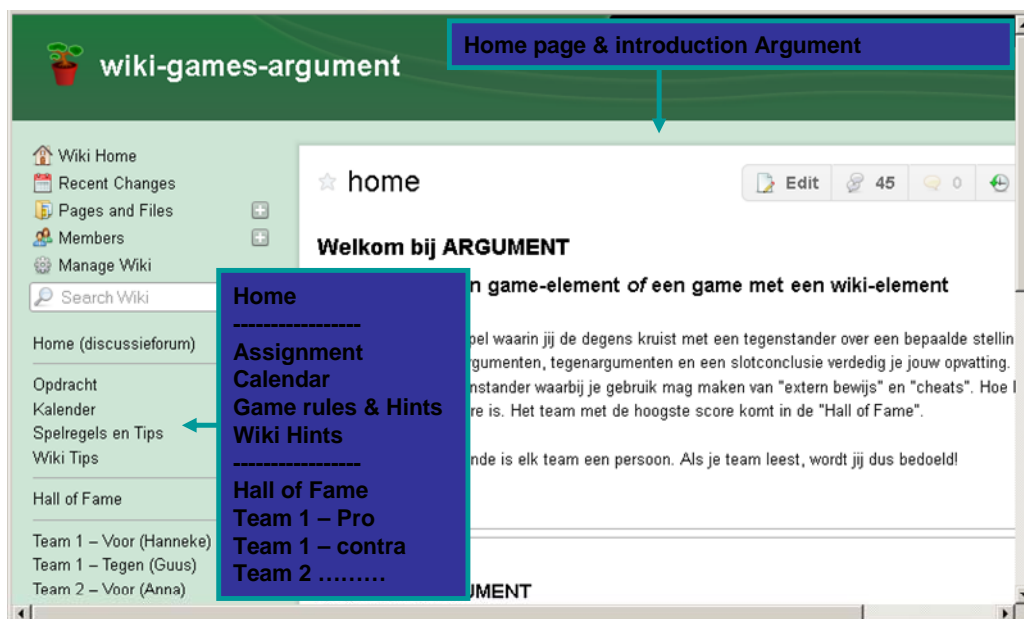 Home page & introduction Argument
wiki-games-argument
Wiki Home
Recent Changes
Pages and Files
Members
Manage Wiki
Search Wiki
Home (discussieforum)
Opdracht
Kalender
Spelregels en Tips
Wiki Tips
Hall of Fame
Team 1 – Voor (Hanneke)
Team 1 – Tegen (Guus)
Team 2 – Voor (Anna)
Home
-----------------
Assignment
Calendar
Game rules & Hints
Wiki Hints
-----------------
Hall of Fame
Team 1 – Pro
Team 1 – contra
Team 2 .........
home
Edit 45 0
Welkom bij ARGUMENT
game-element of een game met een wiki-element
waarin jij de degens kruist met een tegenstander over een bepaalde
tegenargumenten en een slotconclusie verdedig je jouw opvatting.
waarbij je gebruik mag maken van "extern bewijs" en "cheats". Hoe
is. Het team met de hoogste score komt in de "Hall of Fame".
is elk team een persoon. Als je team leest, wordt jij dus bedoeld!